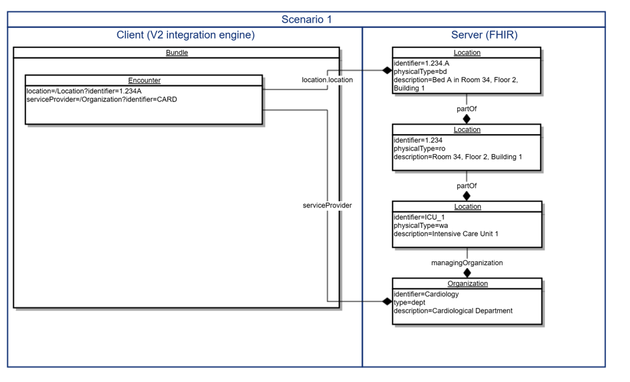 Scenario 1
Client (V2 integration engine)
Server (FHIR)
Bundle
Encounter
location=/Location?identifier=1.234A
serviceProvider=/Organization?identifier=CARD
location.location
serviceProvider
Location
identifier=1.234.A
physicalType=bd
description=Bed A in Room 34, Floor 2,
Building 1
partOf
Location
identifier=1.234
physicalType=ro
description=Room 34, Floor 2, Building 1
partOf
Location
identifier=ICU_1
physicalType=wa
description=Intensive Care Unit 1
managingOrganization
Organization
identifier=Cardiology
type=dept
description=Cardiological Department